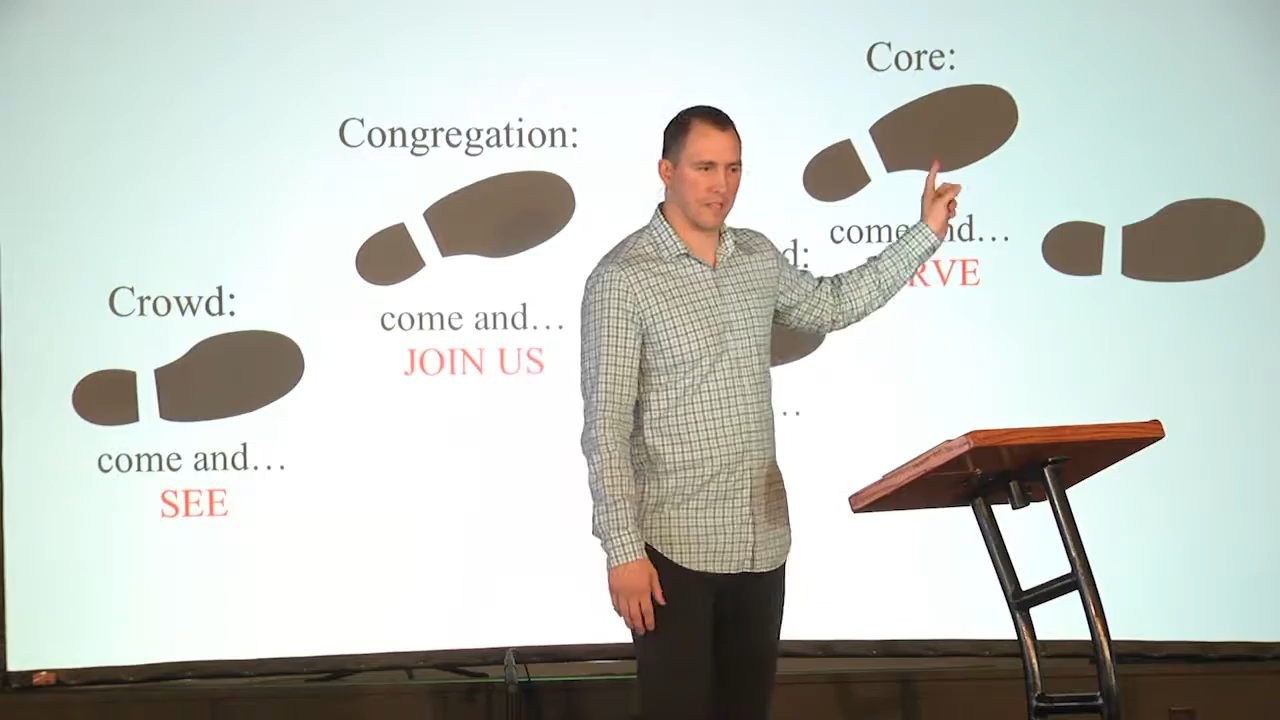 Crowd:
come and…
SEE
Congregation:
come and…
JOIN US
Core: